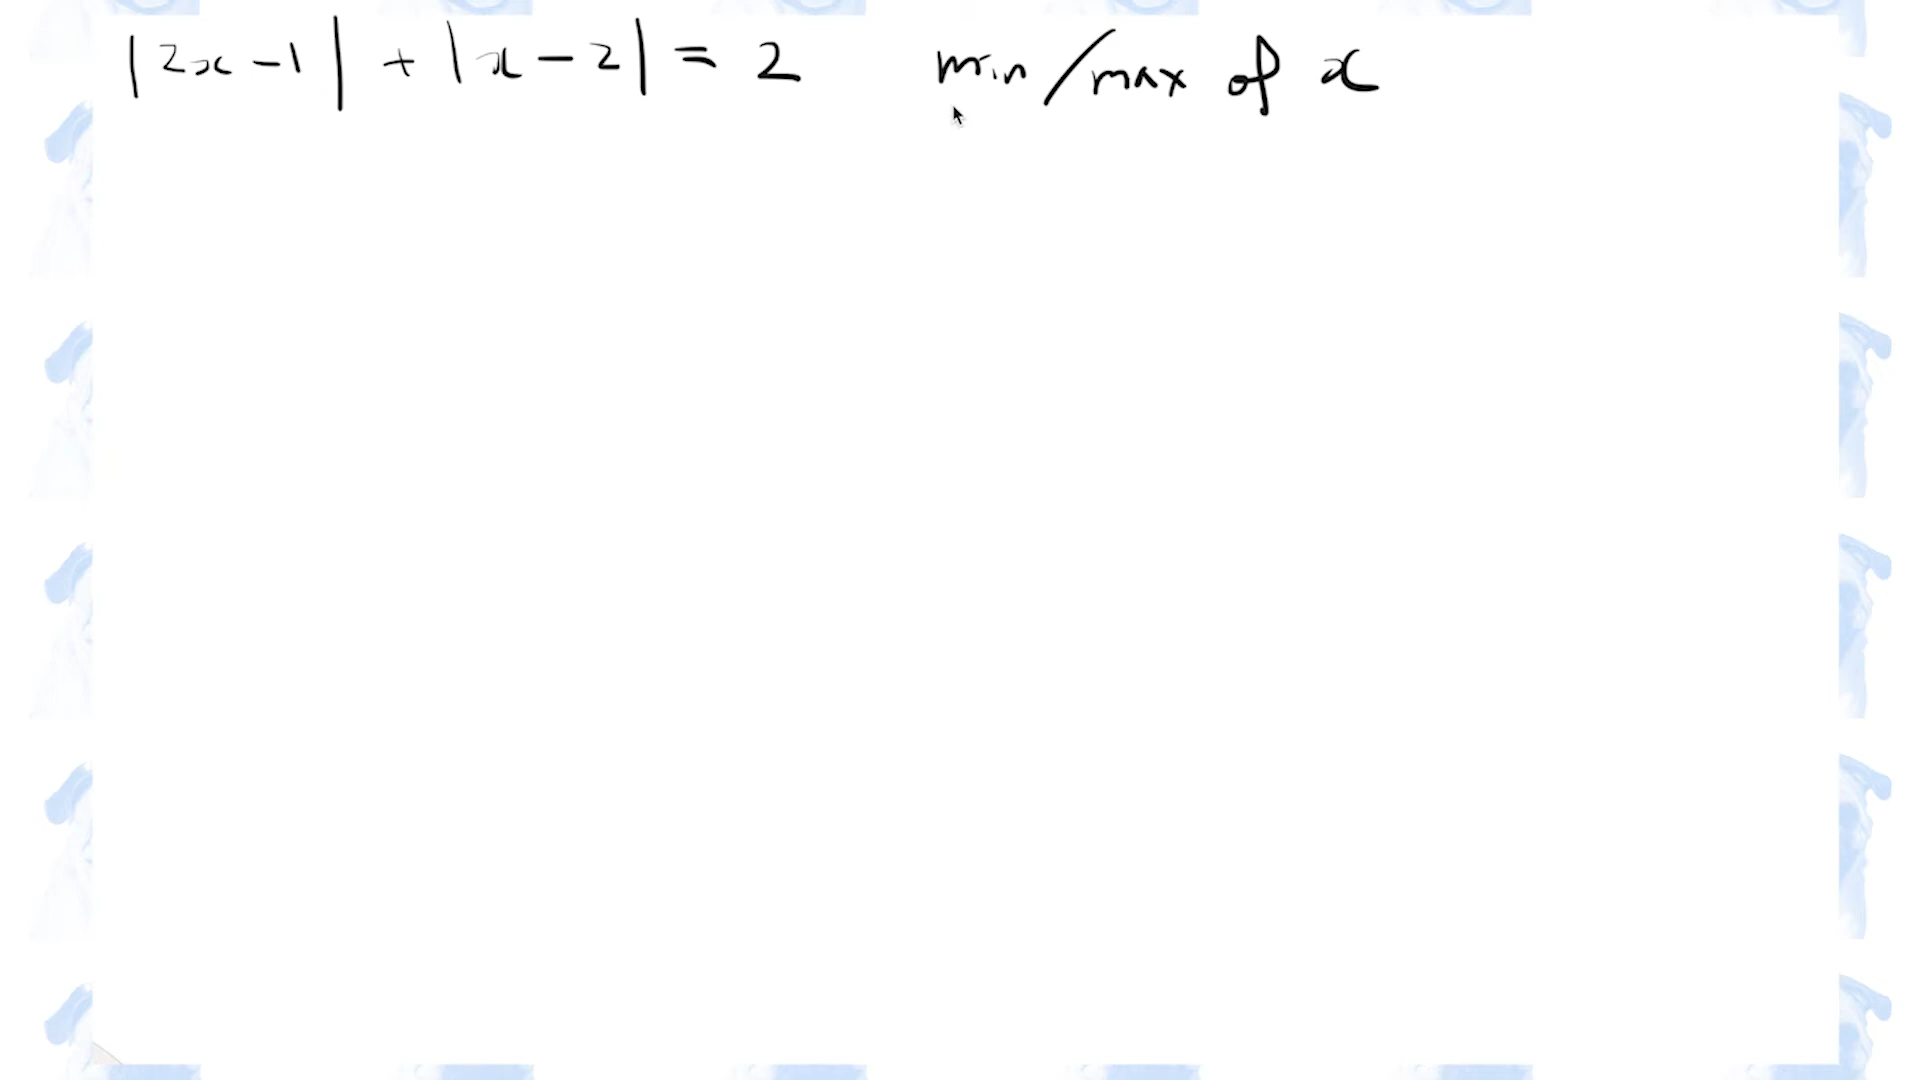 |2x-1| + |x-2| = 2 min/max of x